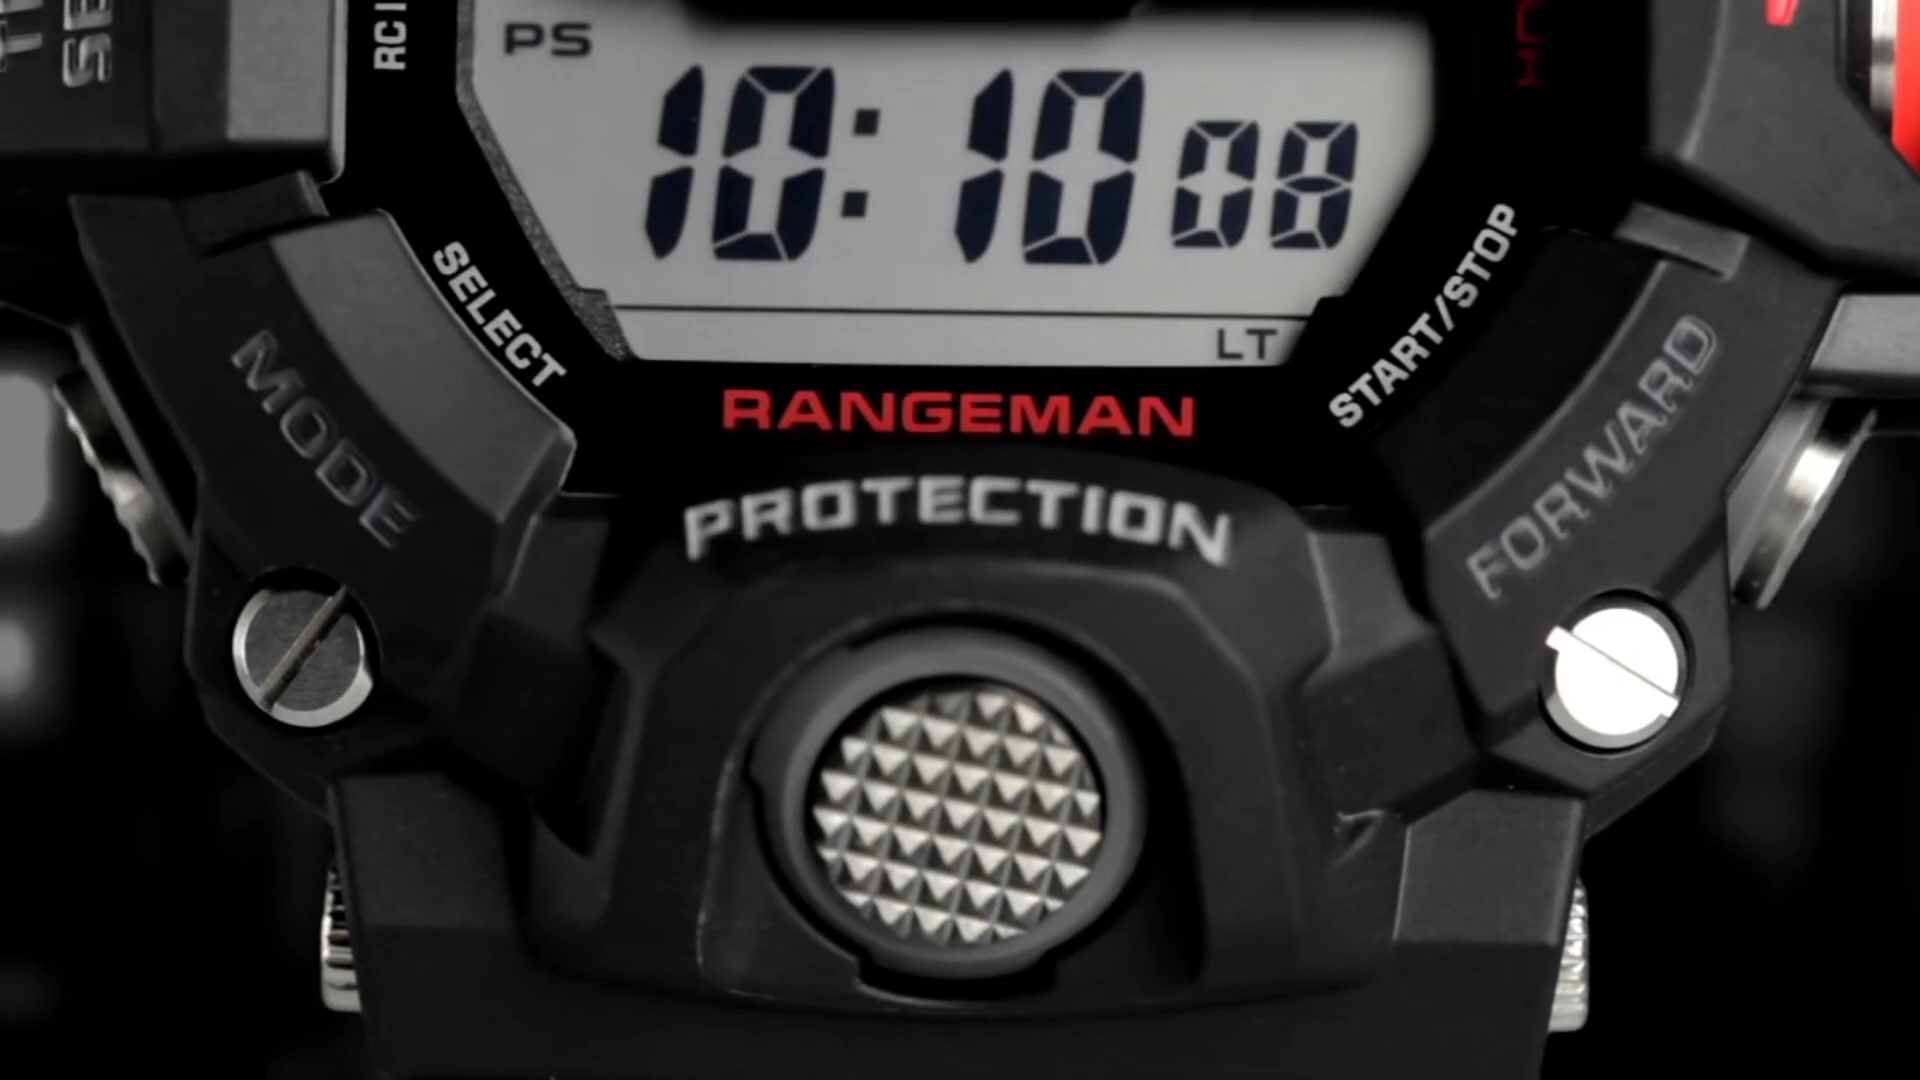 PS
10:10 08
LT
SELECT
START/STOP
MODE
FORWARD
RANGEMAN
PROTECTION